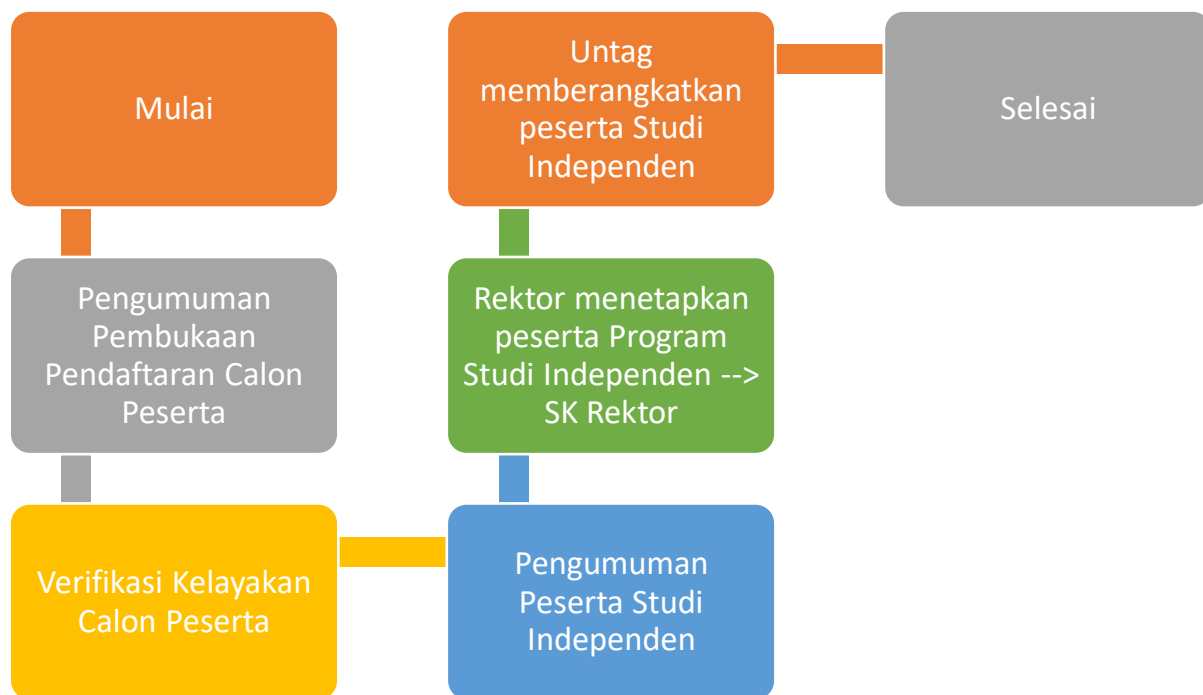 Mulai
Pengumuman
Pembukaan
Pendaftaran Calon
Peserta
Verifikasi Kelayakan
Calon Peserta
Pengumuman
Peserta Studi
Independen
Rektor menetapkan
peserta Program
Studi Independen -->
SK Rektor
Untag
memberangkatkan
peserta Studi
Independen
Selesai